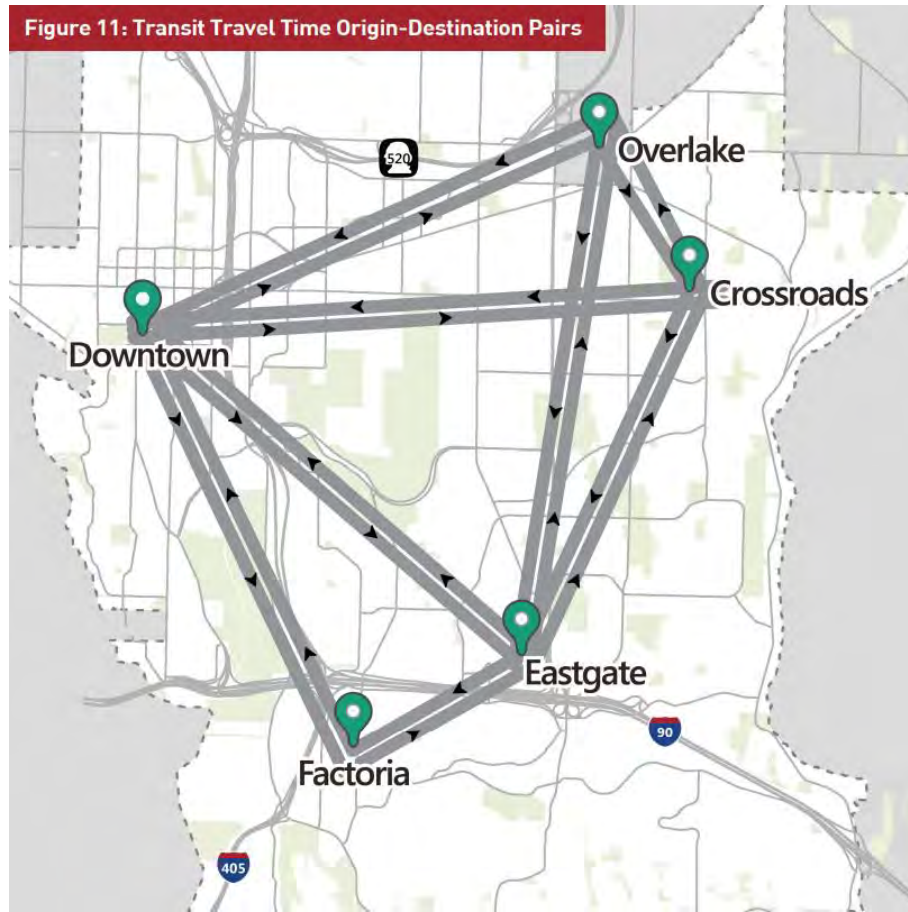 Figure 11: Transit Travel Time Origin-Destination Pairs
520
Overlake
Crossroads
Downtown
Eastgate
90
Factoria
405